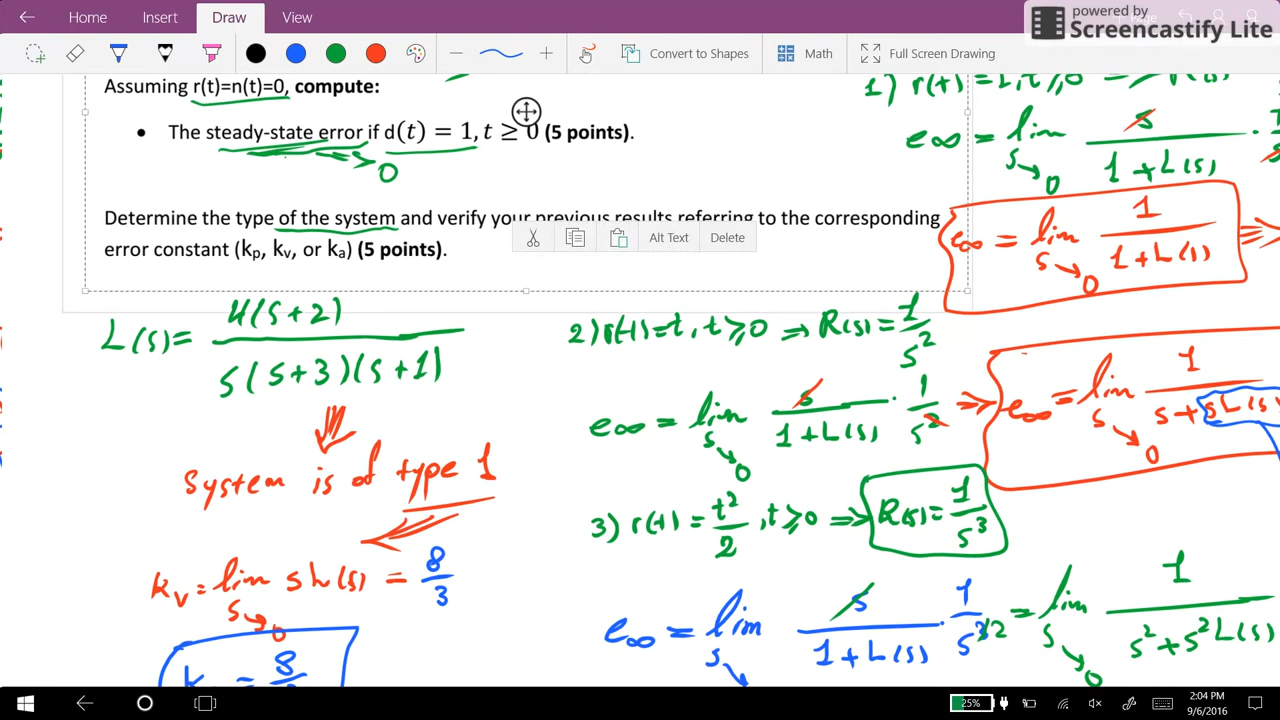 Home Insert Draw View
powered by
Screencastify Lite
Convert to Shapes Math Full Screen Drawing
Assuming r(t)=n(t)=0, compute:
• The steady-state error if d(t) = 1, t ≥ 0 (5 points).
0
Determine the type of the system and verify your previous results referring to the corresponding
error constant (kp, kv, or ka) (5 points).
Alt Text Delete
L(s)= 4(s+2) / s(s+3)(s+1)
⇓
System is of type 1
kv = lim s→0 sL(s) = 8/3
1) r(t)=1, t≥0 ⇒
e∞ = lim s→0 s / 1+L(s) ·
e∞ = lim s→0 1 / 1+L(s) ⇒
2) r(t)=t, t≥0 ⇒ R(s)= 1/s²
e∞ = lim s→0 s / 1+L(s) · 1/s² ⇒ e∞ = lim s→0 1 / s+sL(s)
3) r(t)= t²/2, t≥0 ⇒ R(s)= 1/s³
e∞ = lim s→ s / 1+L(s) · 1/s³ = lim s→0 1 / s²+s²L(s)
25%
2:04 PM
9/6/2016